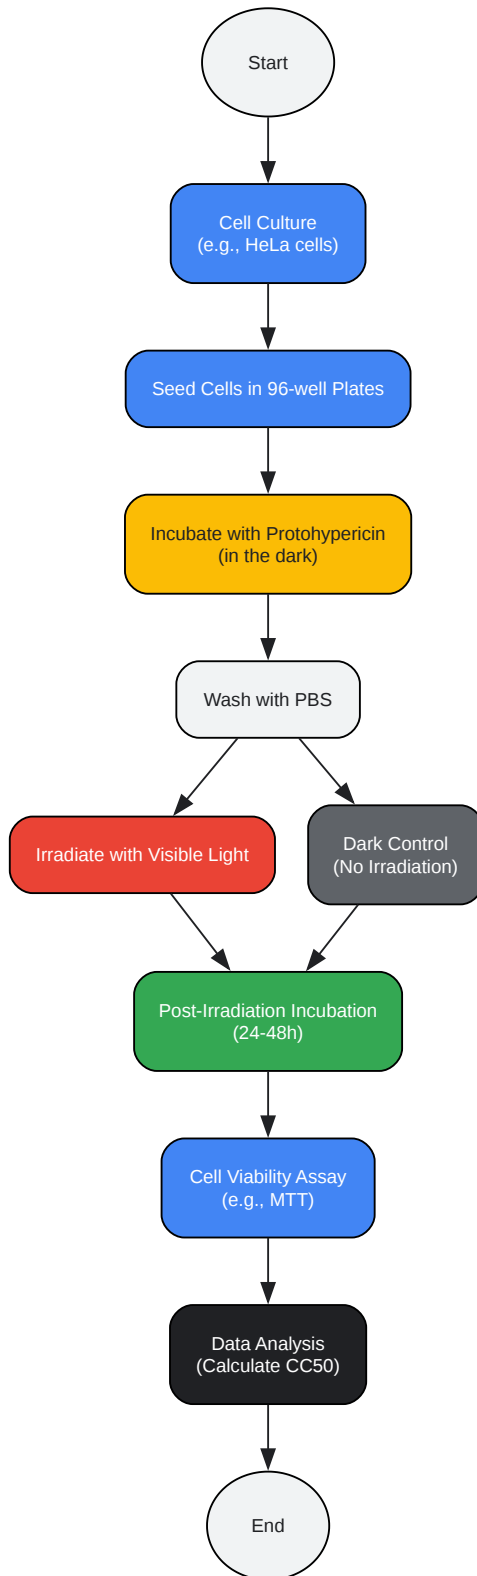 Start
Cell Culture
(e.g., HeLa cells)
Seed Cells in 96-well Plates
Incubate with Protohypericin
(in the dark)
Wash with PBS
Irradiate with Visible Light
Dark Control
(No Irradiation)
Post-Irradiation Incubation
(24-48h)
Cell Viability Assay
(e.g., MTT)
Data Analysis
(Calculate CC50)
End